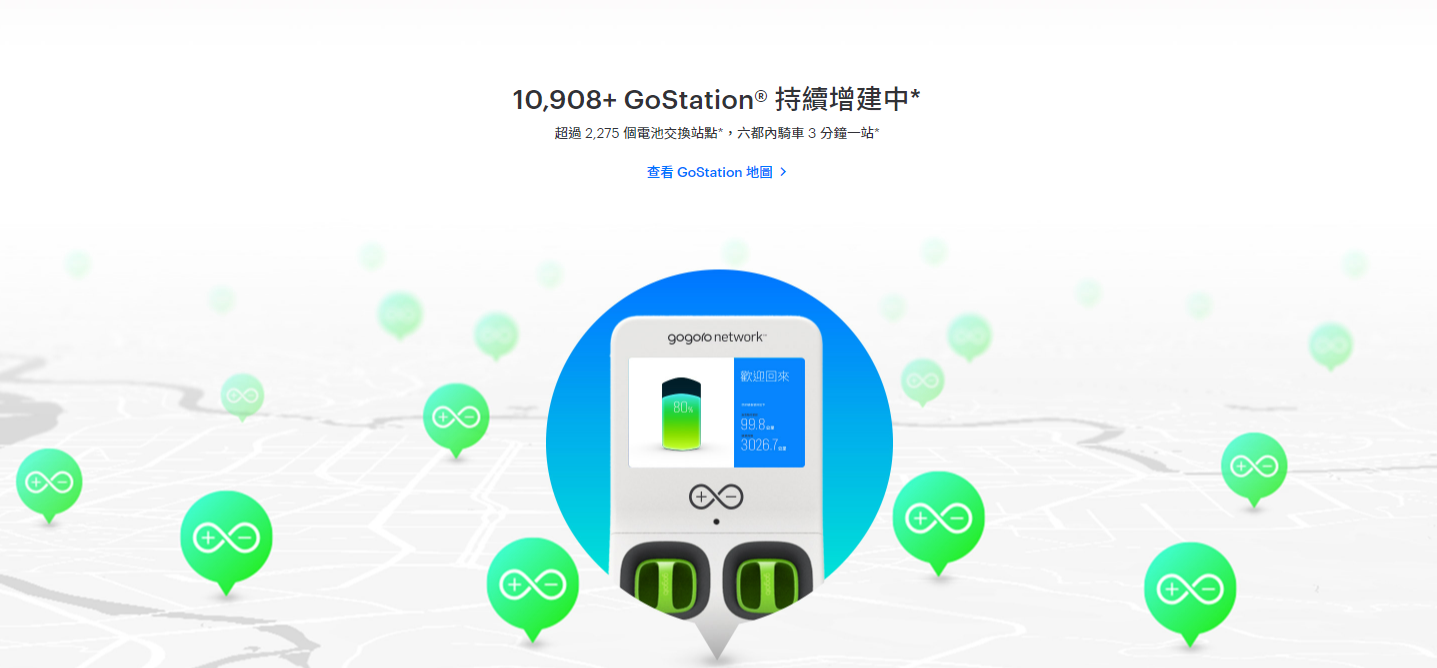 10,908+ GoStation® 持續增建中*
超過 2,275 個電池交換站點*，六都內騎車 3 分鐘一站*
查看 GoStation 地圖 >
gogoro network™
80%
歡迎回來
99.8
3026.7